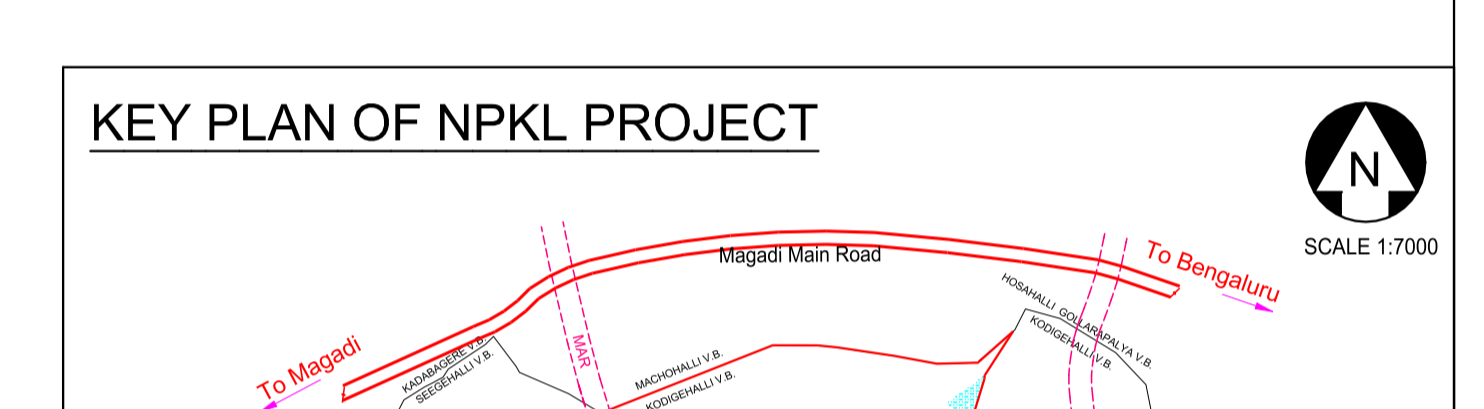 KEY PLAN OF NPKL PROJECT
N
SCALE 1:7000
Magadi Main Road
To Bengaluru
To Magadi
HOSAHALLI GOLLARAPALYA V.B.
KODIGEHALLI V.B.
MAR
KADABAGERE V.B.
SEEGEHALLI V.B.
MACHOHALLI V.B.
KODIGEHALLI V.B.